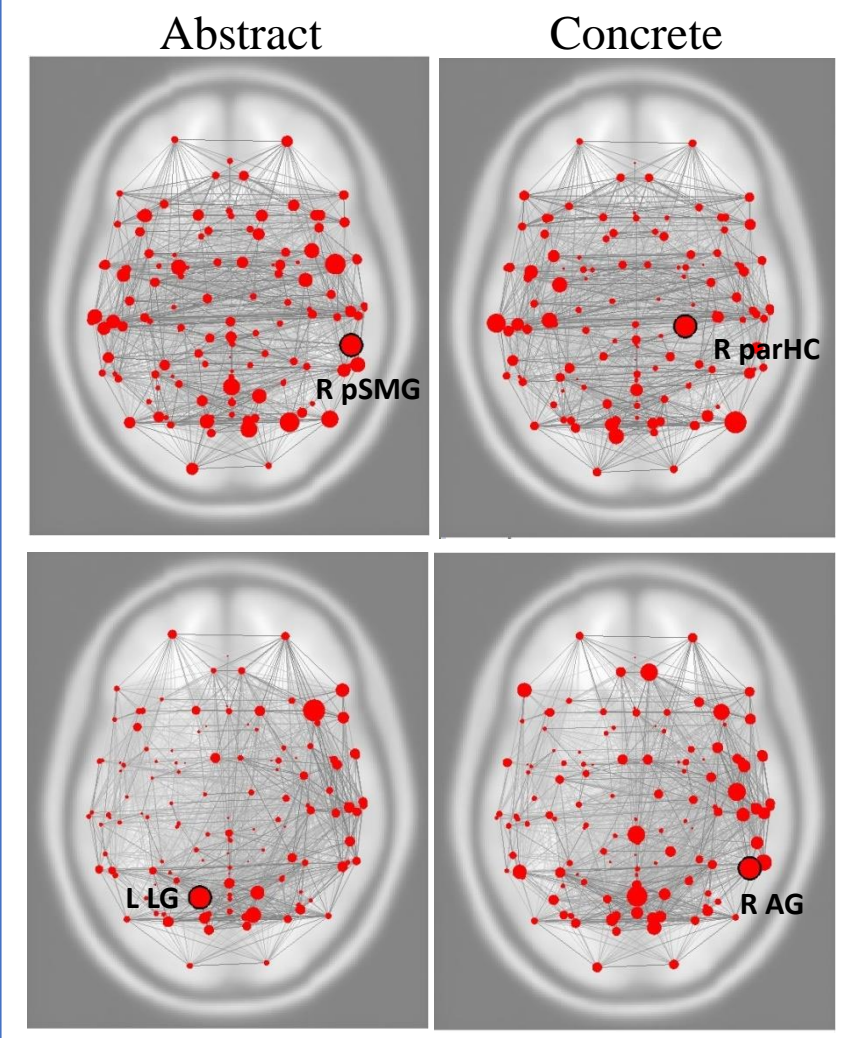 Abstract
Concrete
R pSMG
R parHC
L LG
R AG